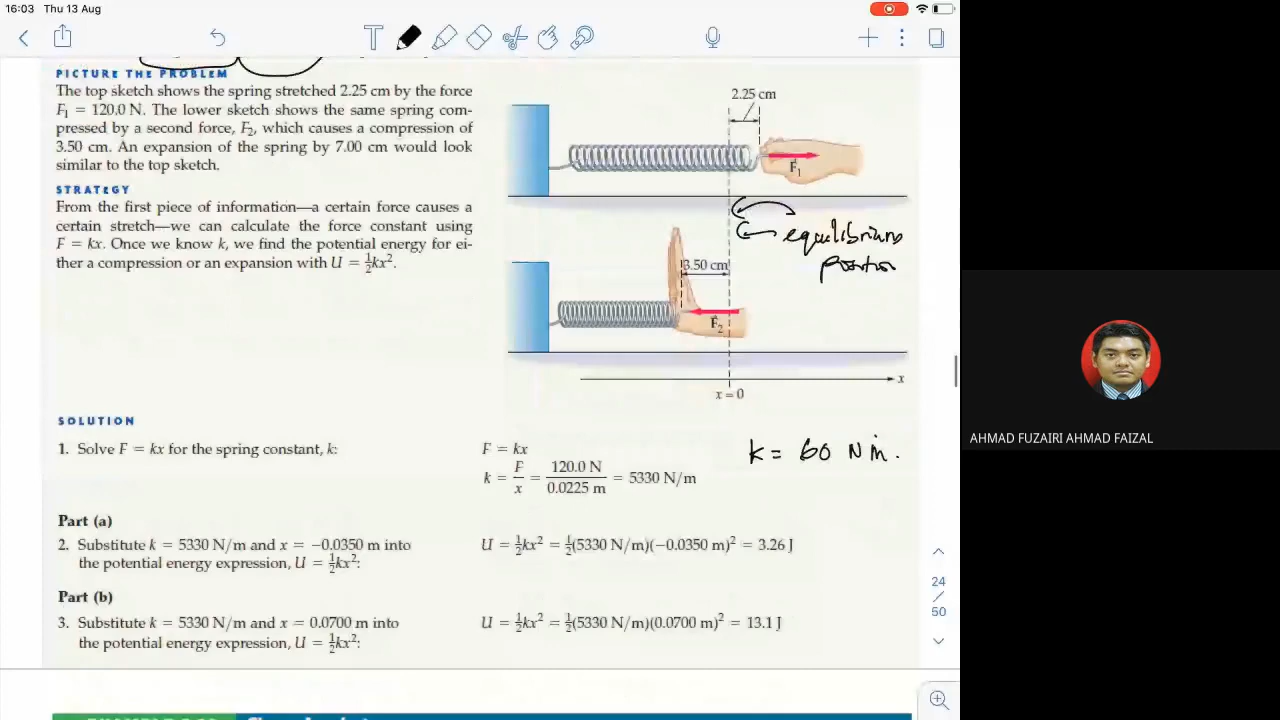 16:03 Thu 13 Aug
PICTURE THE PROBLEM
The top sketch shows the spring stretched 2.25 cm by the force
F₁ = 120.0 N. The lower sketch shows the same spring com-
pressed by a second force, F₂, which causes a compression of
3.50 cm. An expansion of the spring by 7.00 cm would look
similar to the top sketch.
STRATEGY
From the first piece of information—a certain force causes a
certain stretch—we can calculate the force constant using
F = kx. Once we know k, we find the potential energy for ei-
ther a compression or an expansion with U = ½kx².
2.25 cm
F₁
equilibrium
position
3.50 cm
F₂
x
x = 0
SOLUTION
1. Solve F = kx for the spring constant, k:
F = kx
k = F/x = 120.0 N/0.0225 m = 5330 N/m
k = 60 N/m.
Part (a)
2. Substitute k = 5330 N/m and x = −0.0350 m into
the potential energy expression, U = ½kx²:
U = ½kx² = ½(5330 N/m)(−0.0350 m)² = 3.26 J
Part (b)
3. Substitute k = 5330 N/m and x = 0.0700 m into
the potential energy expression, U = ½kx²:
U = ½kx² = ½(5330 N/m)(0.0700 m)² = 13.1 J
24
/
50
AHMAD FUZAIRI AHMAD FAIZAL